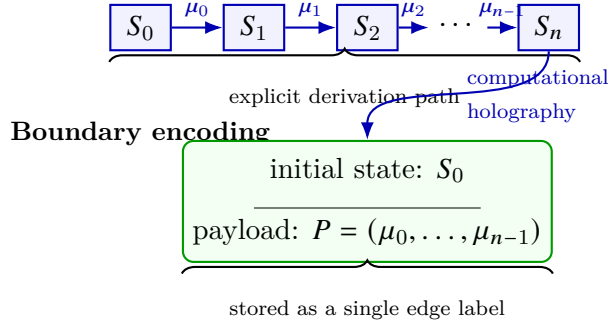 μ₀ μ₁ μ₂ μₙ₋₁
S₀ S₁ S₂ ··· Sₙ
explicit derivation path
computational
holography
Boundary encoding
initial state: S₀
payload: P = (μ₀, . . . , μₙ₋₁)
stored as a single edge label